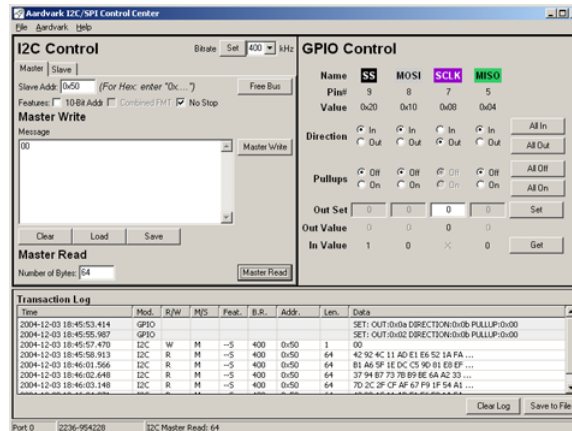 Aardvark I2C/SPI Control Center
File Aardvark Help
I2C Control
Bitrate Set 400 kHz
Master Slave
Slave Addr: 0x50 (For Hex: enter "0x....") Free Bus
Features: 10-Bit Addr Combined FMT No Stop
Master Write
Message
00
Master Write
Clear Load Save
Master Read
Number of Bytes: 64 Master Read
GPIO Control
Name SS MOSI SCLK MISO
Pin# 9 8 7 5
Value 0x20 0x10 0x08 0x04
Direction In In In In All In
Out Out Out Out All Out
Pullups Off Off Off Off All Off
On On On On All On
Out Set 0 0 0 0 Set
Out Value 0 0 0 0
In Value 1 0 X 0 Get
Transaction Log
Time Mod. R/W M/S Feat. B.R. Addr. Len. Data
2004-12-03 18:45:53.414 GPIO SET: OUT:0x0a DIRECTION:0x0b PULLUP:0x00
2004-12-03 18:45:55.987 GPIO SET: OUT:0x02 DIRECTION:0x0b PULLUP:0x00
2004-12-03 18:45:57.470 I2C W M --S 400 0x50 1 00
2004-12-03 18:45:58.913 I2C R M --S 400 0x50 64 42 92 4C 11 AD E1 E6 52 1A FA ...
2004-12-03 18:46:01.566 I2C R M --S 400 0x50 64 B1 A6 5F 1E DC C5 9D 81 E8 EF ...
2004-12-03 18:46:02.648 I2C R M --S 400 0x50 64 37 94 B7 73 7B B9 BE 6A A2 33 ...
2004-12-03 18:46:03.148 I2C R M --S 400 0x50 64 7D 2C 2F CF AF 67 F9 1F 54 A1 ...
Clear Log Save to File
Port 0 2236-954228 I2C Master Read: 64